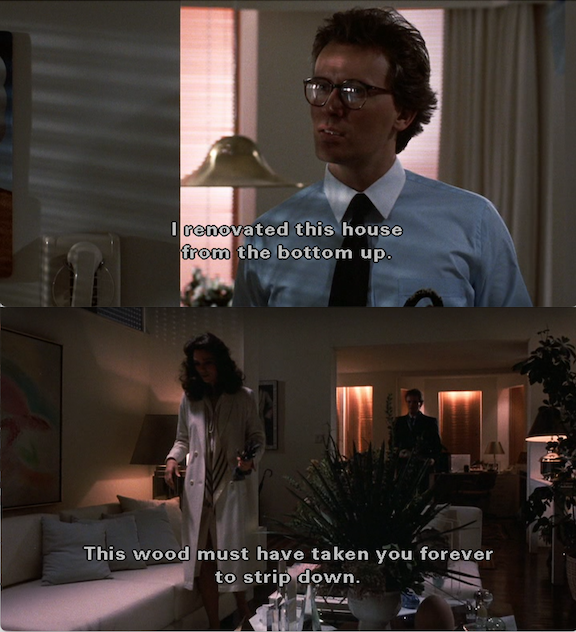 I renovated this house
from the bottom up.
This wood must have taken you forever
to strip down.